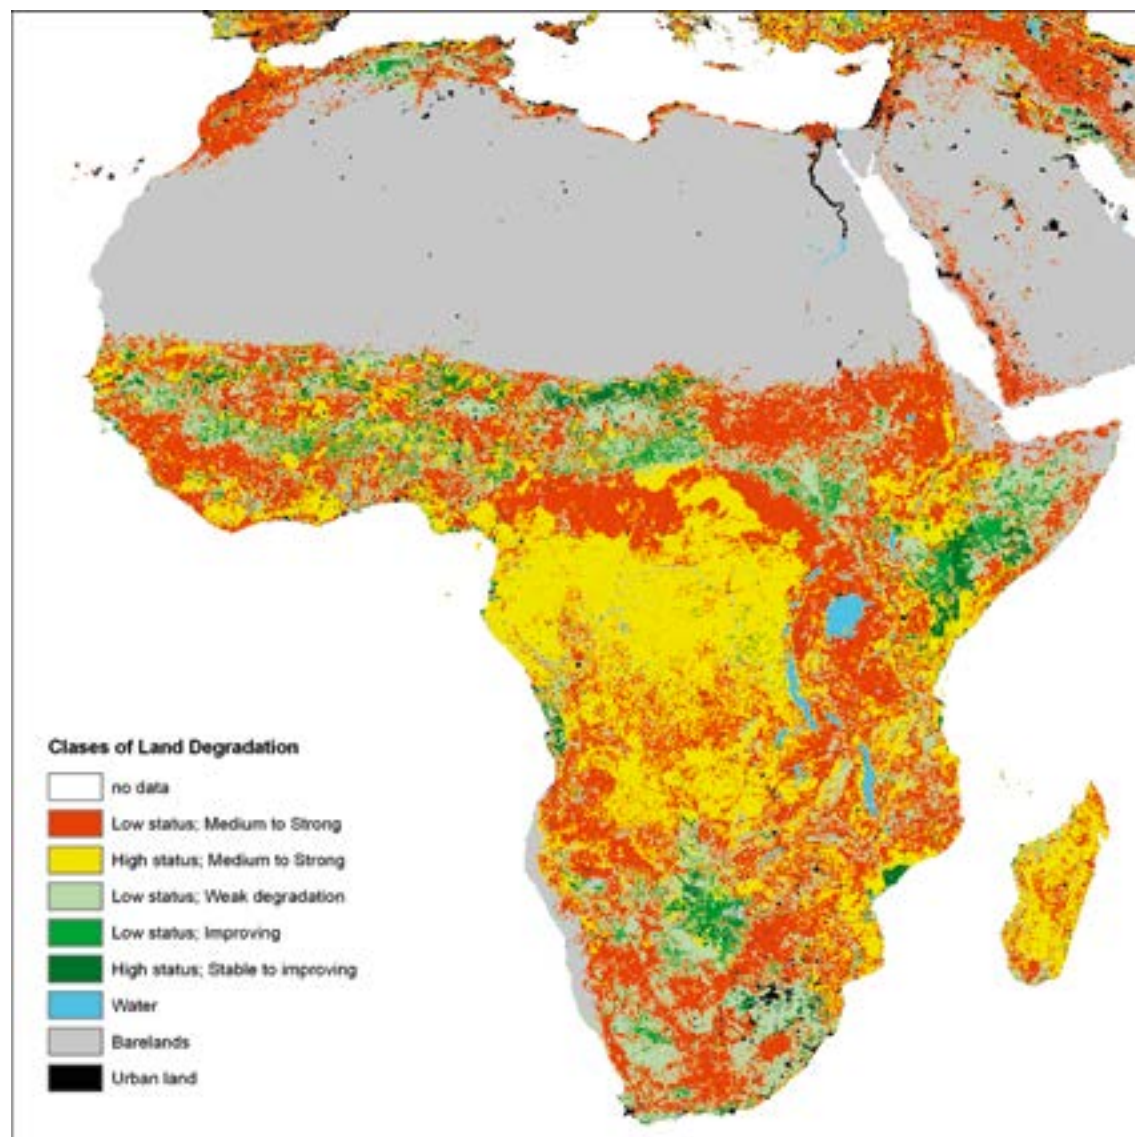 Clases of Land Degradation
no data
Low status; Medium to Strong
High status; Medium to Strong
Low status; Weak degradation
Low status; Improving
High status; Stable to improving
Water
Barelands
Urban land